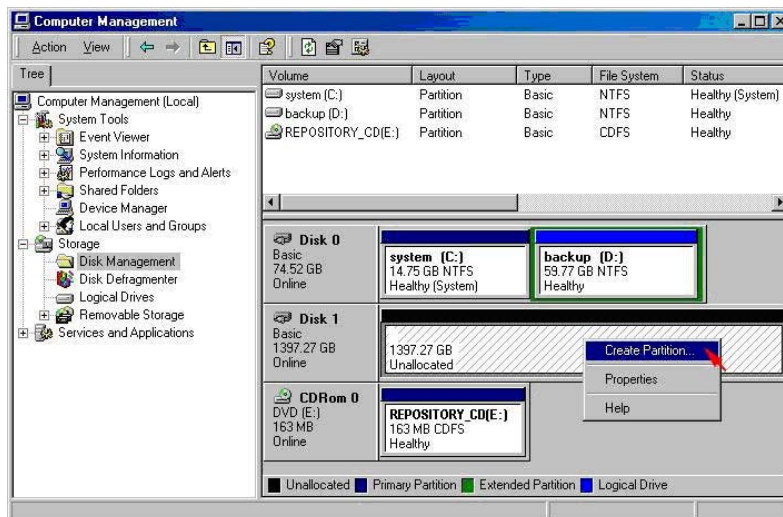 Computer Management
Action View
Tree
Computer Management (Local)
System Tools
Event Viewer
System Information
Performance Logs and Alerts
Shared Folders
Device Manager
Local Users and Groups
Storage
Disk Management
Disk Defragmenter
Logical Drives
Removable Storage
Services and Applications
Volume Layout Type File System Status
system (C:) Partition Basic NTFS Healthy (System)
backup (D:) Partition Basic NTFS Healthy
REPOSITORY_CD(E:) Partition Basic CDFS Healthy
Disk 0
Basic
74.52 GB
Online
system (C:)
14.75 GB NTFS
Healthy (System)
backup (D:)
59.77 GB NTFS
Healthy
Disk 1
Basic
1397.27 GB
Online
1397.27 GB
Unallocated
Create Partition...
Properties
Help
CDRom 0
DVD (E:)
163 MB
Online
REPOSITORY_CD(E:)
163 MB CDFS
Healthy
Unallocated Primary Partition Extended Partition Logical Drive